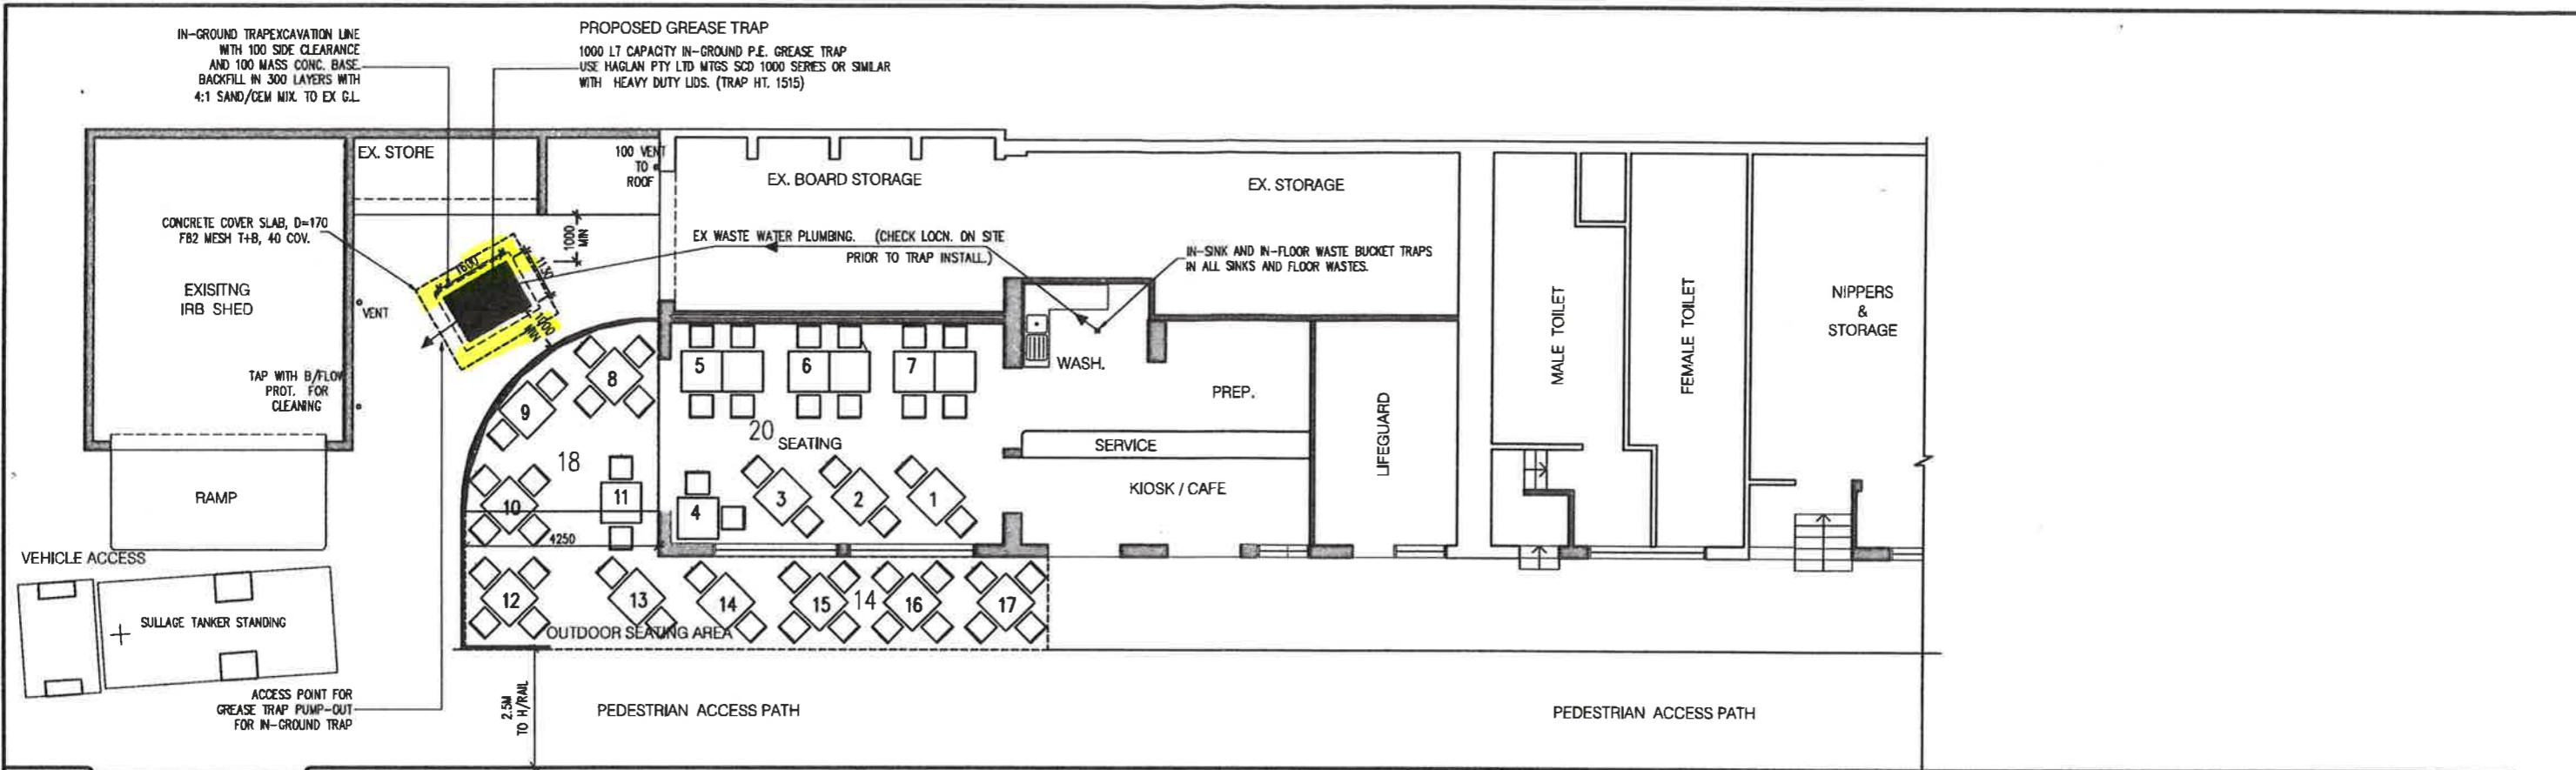 IN-GROUND TRAPEXCAVATION LINE
WITH 100 SIDE CLEARANCE
AND 100 MASS CONC. BASE.
BACKFILL IN 300 LAYERS WITH
4:1 SAND/CEM MIX. TO EX G.L.
PROPOSED GREASE TRAP
1000 LT CAPACITY IN-GROUND P.E. GREASE TRAP
USE HAGLAN PTY LTD MTGS SCD 1000 SERIES OR SIMILAR
WITH HEAVY DUTY LIDS. (TRAP HT. 1515)
EX. STORE
100 VENT
TO
ROOF
EX. BOARD STORAGE
EX. STORAGE
CONCRETE COVER SLAB, D=170
F82 MESH T+B, 40 COV.
1000
MIN
EX WASTE WATER PLUMBING. (CHECK LOCN. ON SITE
PRIOR TO TRAP INSTALL.)
IN-SINK AND IN-FLOOR WASTE BUCKET TRAPS
IN ALL SINKS AND FLOOR WASTES.
1600
1130
1000
MIN
EXISITNG
IRB SHED
VENT
NIPPERS
&
STORAGE
MALE TOILET
FEMALE TOILET
TAP WITH B/FLOW
PROT. FOR
CLEANING
WASH.
PREP.
5
6
7
8
9
20
SEATING
SERVICE
LIFEGUARD
18
KIOSK / CAFE
RAMP
10
11
4
3
2
1
4250
VEHICLE ACCESS
SULLAGE TANKER STANDING
12
13
14
15
14
16
17
OUTDOOR SEATING AREA
ACCESS POINT FOR
GREASE TRAP PUMP-OUT
FOR IN-GROUND TRAP
2.5M
TO H/RAIL
PEDESTRIAN ACCESS PATH
PEDESTRIAN ACCESS PATH